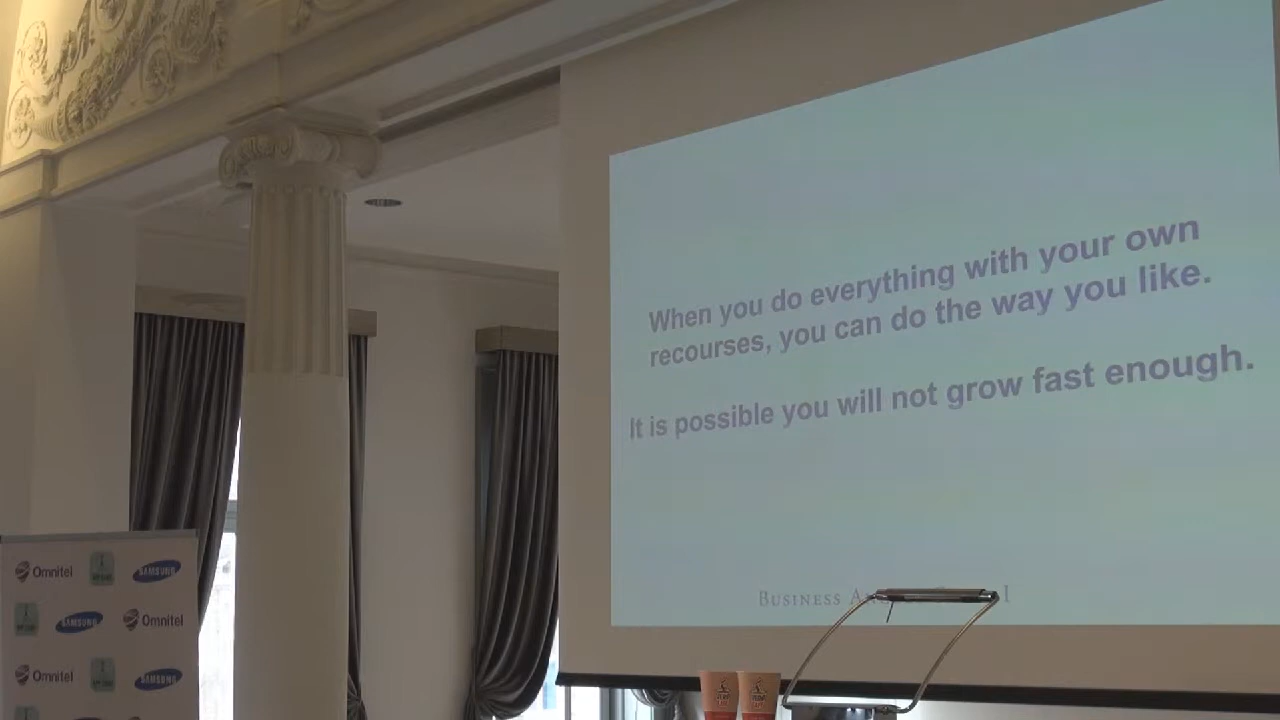 When you do everything with your own
recourses, you can do the way you like.
It is possible you will not grow fast enough.
BUSINESS
Omnitel
SAMSUNG
SAMSUNG
Omnitel
Omnitel
SAMSUNG